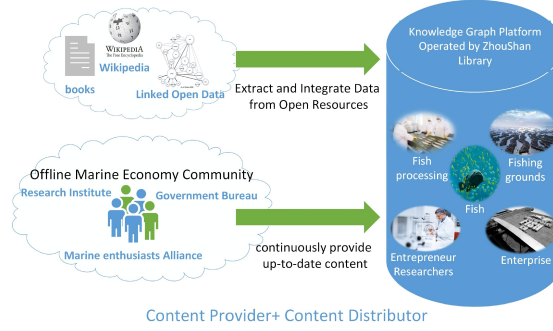 WIKIPEDIA
The Free Encyclopedia
Wikipedia
books
Linked Open Data
Extract and Integrate Data
from Open Resources
Knowledge Graph Platform
Operated by ZhouShan
Library
Fish
processing
Fishing
grounds
Fish
Entrepreneur
Researchers
Enterprise
Offline Marine Economy Community
Research Institute
Government Bureau
Marine enthusiasts Alliance
continuously provide
up-to-date content
Content Provider+ Content Distributor